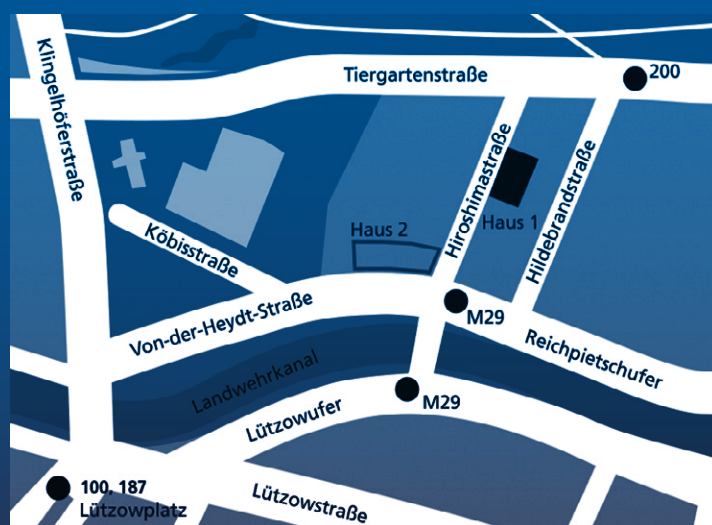 Klingelhöferstraße
Tiergartenstraße
200
Hiroshimastraße
Haus 1
Hildebrandstraße
Haus 2
Köbisstraße
Von-der-Heydt-Straße
M29
Reichpietschufer
Landwehrkanal
M29
Lützowufer
100, 187
Lützowplatz
Lützowstraße